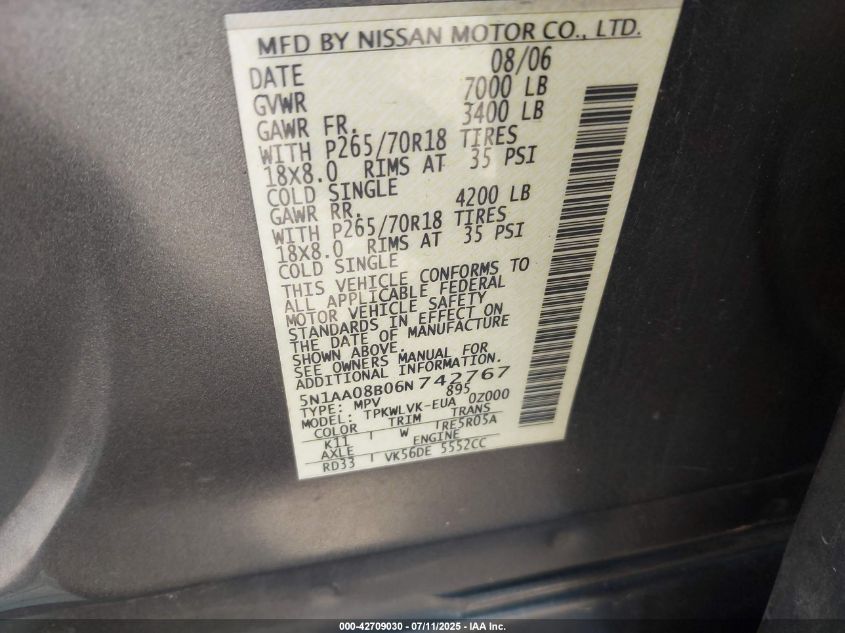 MFD BY NISSAN MOTOR CO., LTD.
DATE 08/06
GVWR 7000 LB
GAWR FR. 3400 LB
WITH P265/70R18 TIRES
18X8.0 RIMS AT 35 PSI
COLD SINGLE
GAWR RR. 4200 LB
WITH P265/70R18 TIRES
18X8.0 RIMS AT 35 PSI
COLD SINGLE
THIS VEHICLE CONFORMS TO
ALL APPLICABLE FEDERAL
MOTOR VEHICLE SAFETY
STANDARDS IN EFFECT ON
THE DATE OF MANUFACTURE
SHOWN ABOVE.
SEE OWNERS MANUAL FOR
ADDITIONAL INFORMATION.
5N1AA08B06N742767
TYPE: MPV 895
MODEL: TPKWLVK-EUA 0Z000
COLOR TRIM TRANS
K11 W RE5R05A
AXLE ENGINE
RD33 VK56DE 5552CC
000-42709030 - 07/11/2025 - IAA Inc.